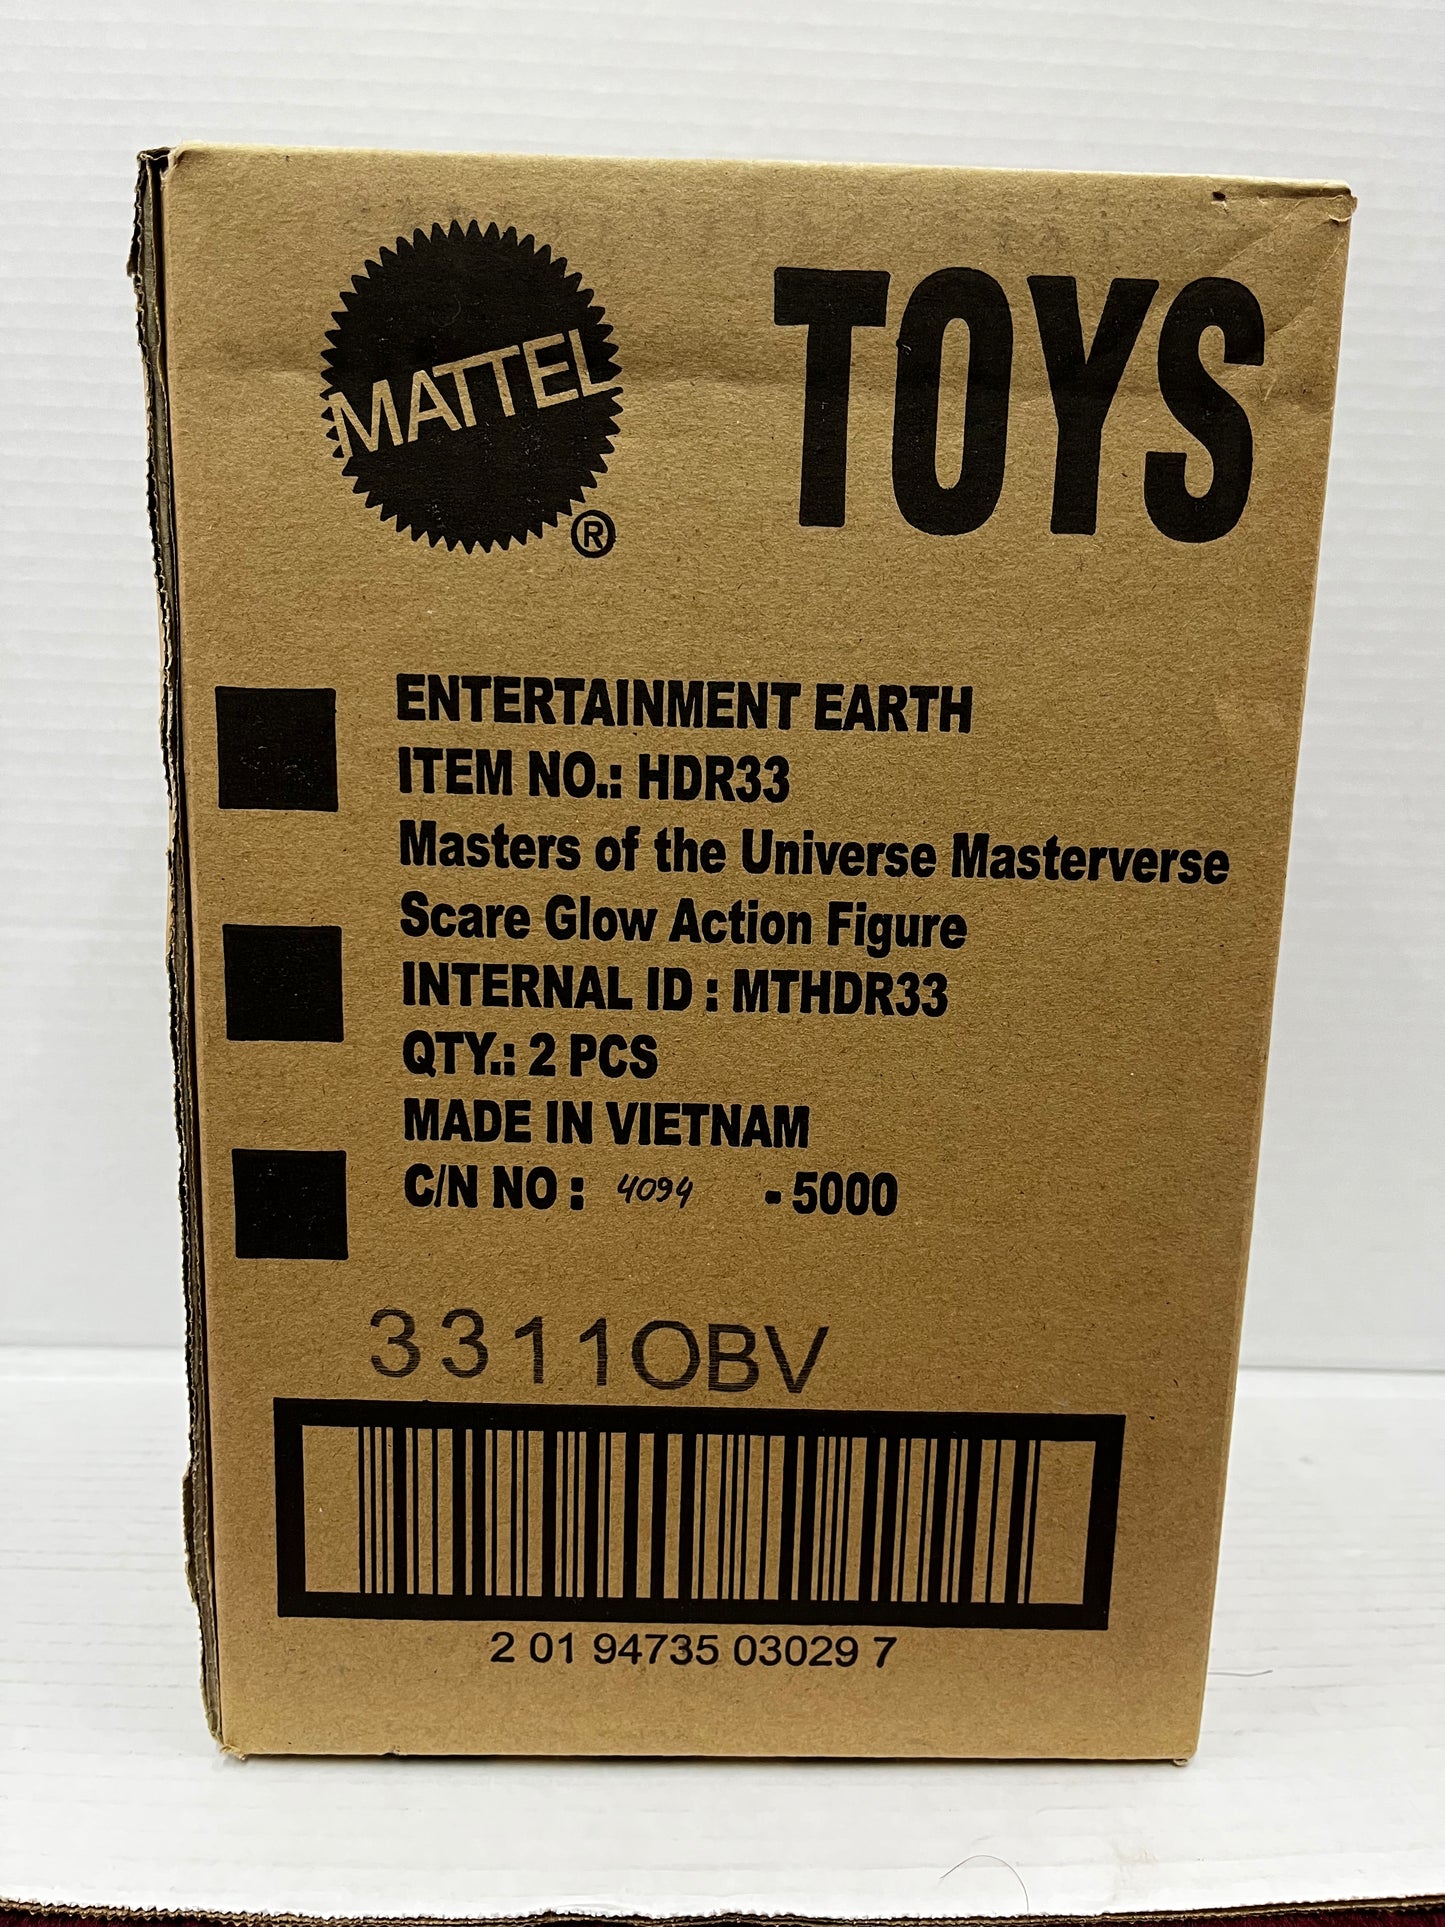 MATTEL
®
TOYS
ENTERTAINMENT EARTH
ITEM NO.: HDR33
Masters of the Universe Masterverse
Scare Glow Action Figure
INTERNAL ID : MTHDR33
QTY.: 2 PCS
MADE IN VIETNAM
C/N NO : 4094 - 5000
3311OBV
2 01 94735 03029 7